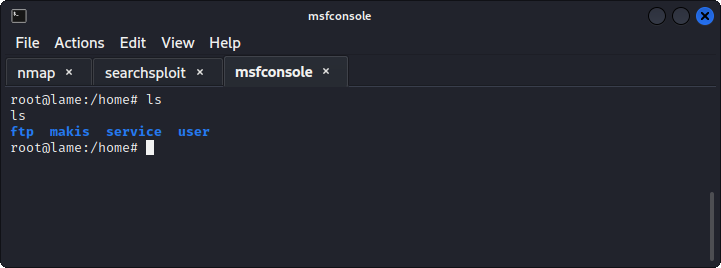 msfconsole
File Actions Edit View Help
nmap × searchsploit × msfconsole ×
root@lame:/home# ls
ls
ftp makis service user
root@lame:/home#